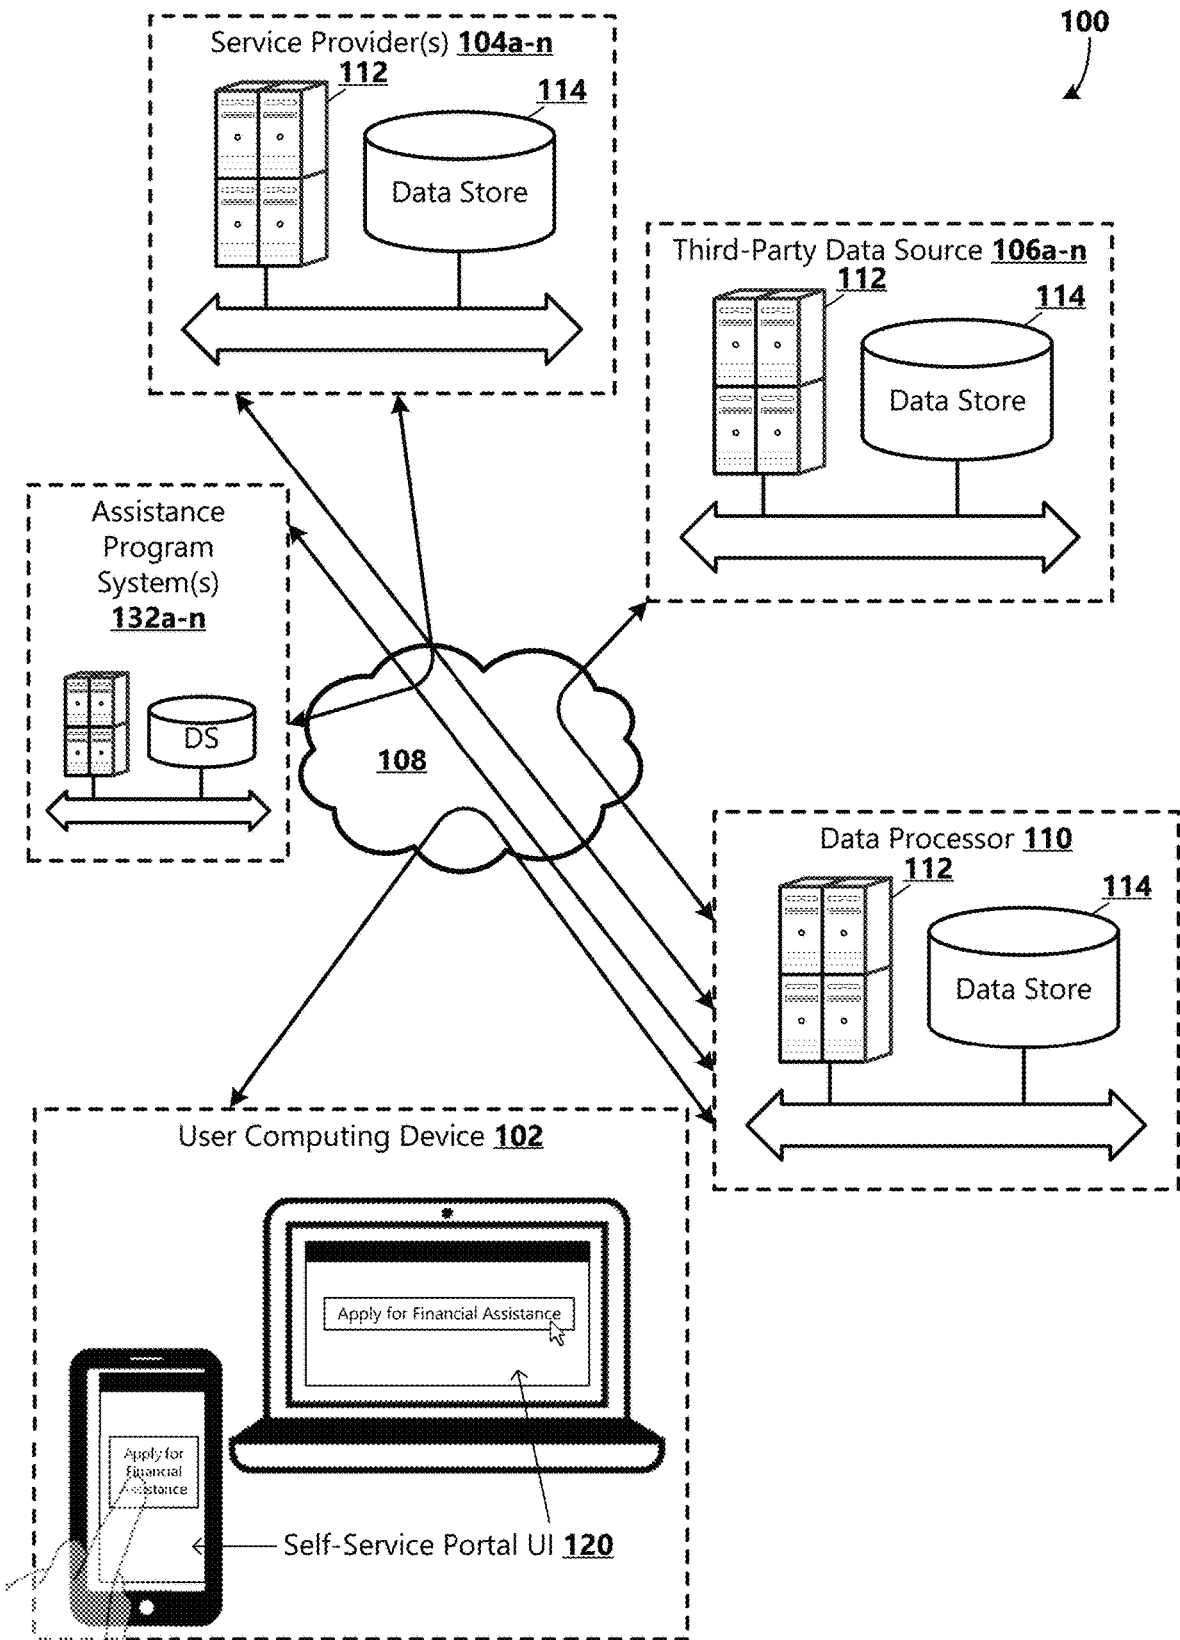 100
Service Provider(s) 104a-n
112
114
Data Store
Third-Party Data Source 106a-n
112
114
Data Store
Assistance
Program
System(s)
132a-n
DS
108
Data Processor 110
112
114
Data Store
User Computing Device 102
Apply for Financial Assistance
Apply for
Financial
Assistance
Self-Service Portal UI 120